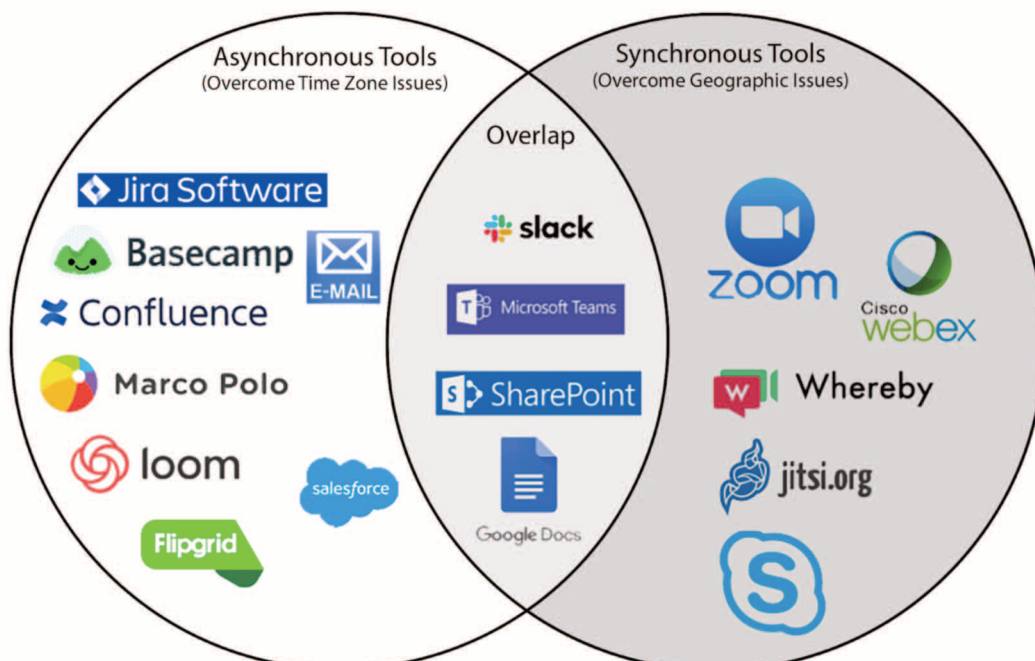 Asynchronous Tools
(Overcome Time Zone Issues)
Synchronous Tools
(Overcome Geographic Issues)
Overlap
Jira Software
Basecamp
E-MAIL
Confluence
Marco Polo
loom
salesforce
Flipgrid
slack
T
Microsoft Teams
S
SharePoint
Google Docs
zoom
Cisco
webex
W
Whereby
jitsi.org
S